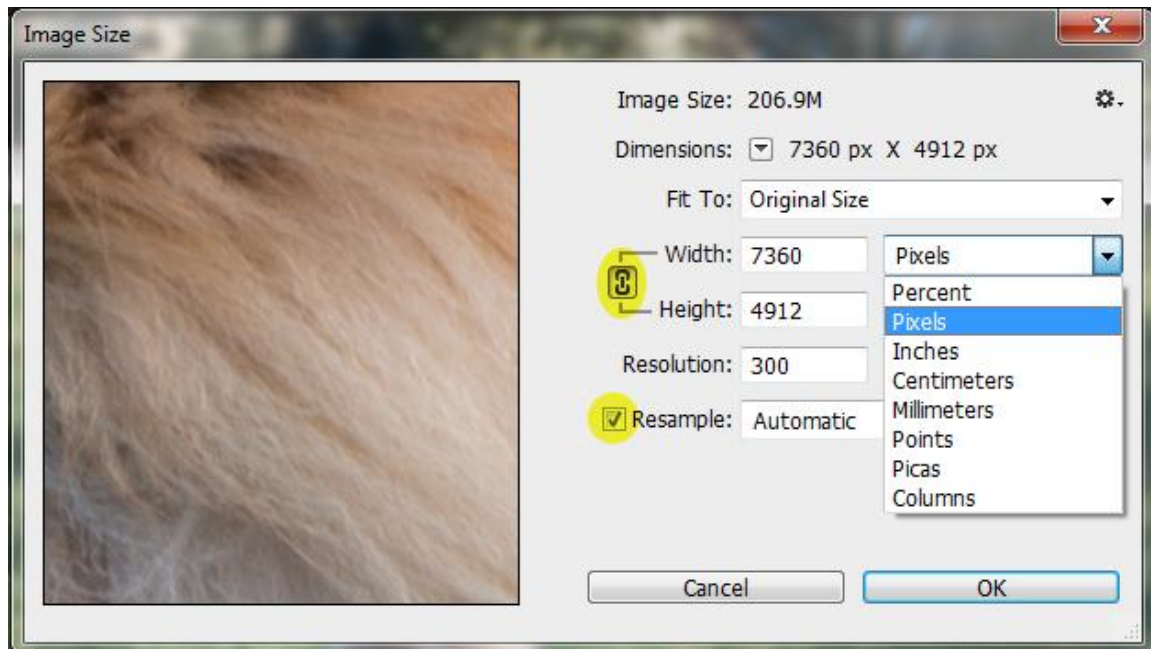 Image Size
Image Size: 206.9M
Dimensions: 7360 px X 4912 px
Fit To: Original Size
Width: 7360 Pixels
Height: 4912
Resolution: 300
Resample: Automatic
Percent
Pixels
Inches
Centimeters
Millimeters
Points
Picas
Columns
Cancel OK